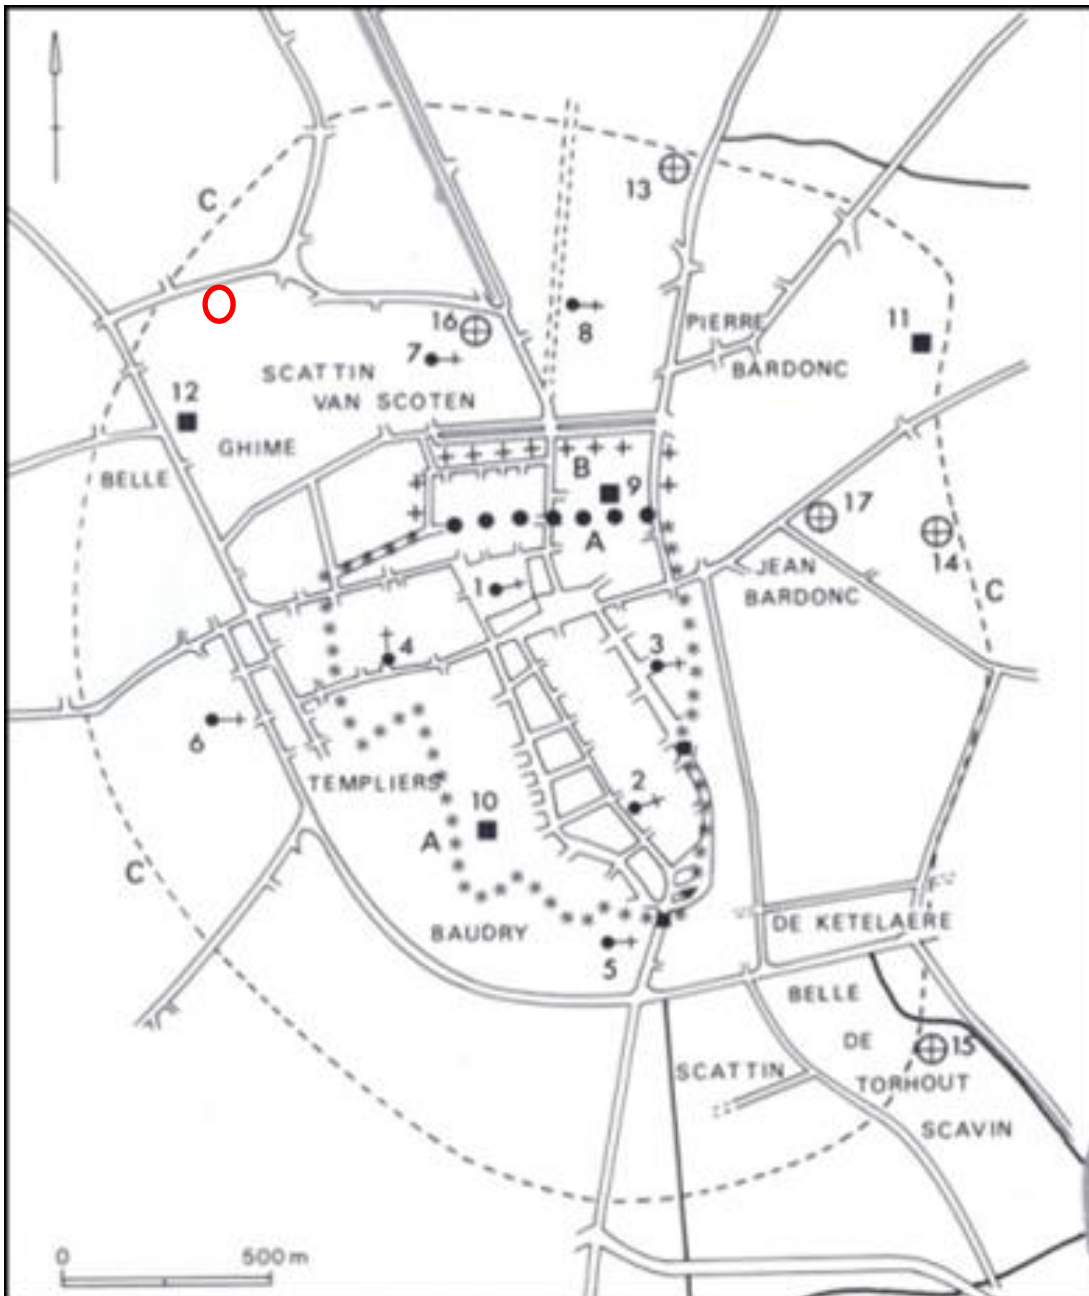 13
C
8
PIERRE
11
16
7
BARDONC
SCATTIN
12
VAN SCOTEN
GHIME
BELLE
B
9
17
A
14
1
JEAN
BARDONC
C
4
3
6
TEMPLIERS
2
10
A
C
BAUDRY
DE KETELAERE
5
BELLE
DE
15
SCATTIN
TORHOUT
SCAVIN
0 500 m